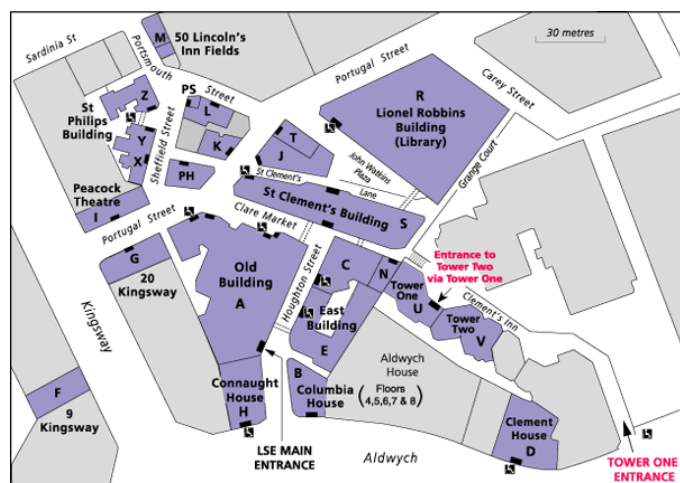 Sardinia St
Portsmouth
Street
M
50 Lincoln's
Inn Fields
30 metres
Portugal Street
Carey Street
St
Philips
Building
Z
Y
X
Sheffield Street
PS
L
K
PH
T
J
R
Lionel Robbins
Building
(Library)
John Watkins
Plaza
Grange Court
St Clement's
Lane
St Clement's Building
S
Peacock
Theatre
I
Portugal Street
Clare Market
G
20
Kingsway
Kingsway
Old
Building
A
Houghton Street
C
N
East
Building
E
Tower
One
U
Entrance to
Tower Two
via Tower One
Clement's Inn
Tower
Two
V
Aldwych
House
(Floors
4,5,6,7 & 8)
F
9
Kingsway
Connaught
House
H
B
Columbia
House
Clement
House
D
LSE MAIN
ENTRANCE
Aldwych
TOWER ONE
ENTRANCE